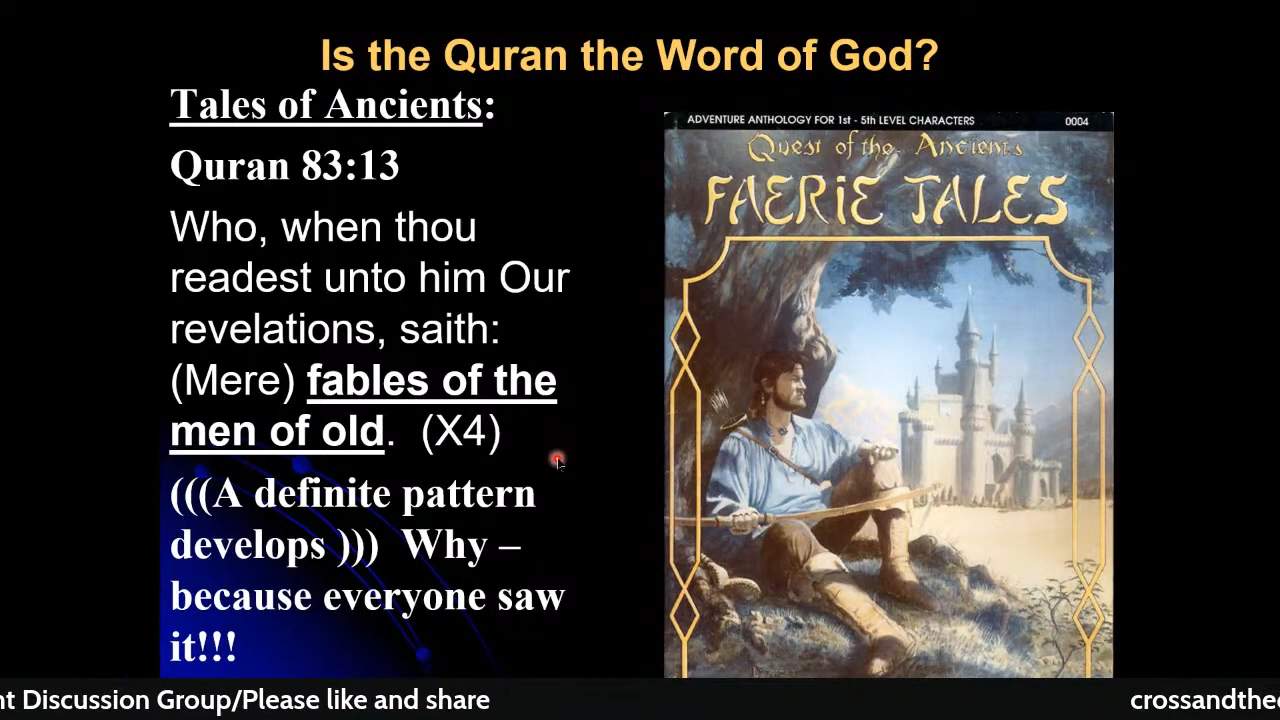 Is the Quran the Word of God?
Tales of Ancients:
Quran 83:13
Who, when thou
readest unto him Our
revelations, saith:
(Mere) fables of the
men of old. (X4)
(((A definite pattern
develops ))) Why –
because everyone saw
it!!!
ADVENTURE ANTHOLOGY FOR 1st - 5th LEVEL CHARACTERS 0004
Quest of the Ancients
FAERIE TALES
nt Discussion Group/Please like and share
crossandthe